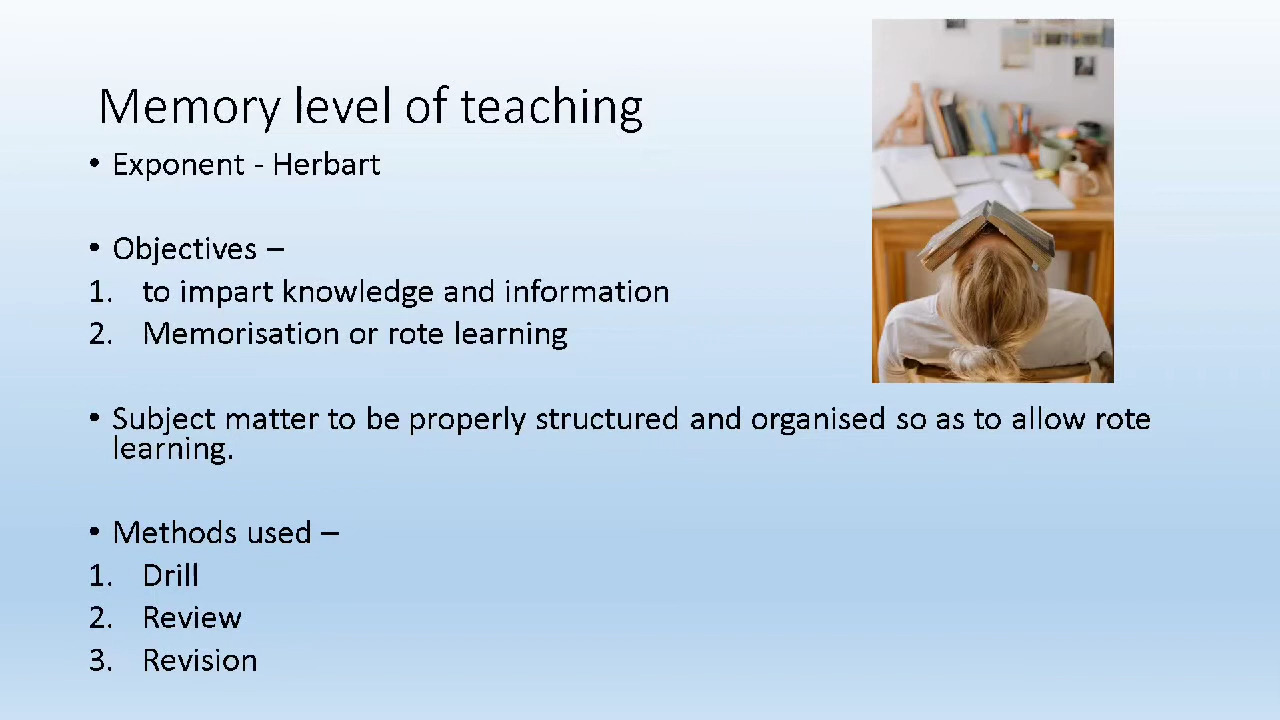 Memory level of teaching
• Exponent - Herbart
• Objectives –
1. to impart knowledge and information
2. Memorisation or rote learning
• Subject matter to be properly structured and organised so as to allow rote
learning.
• Methods used –
1. Drill
2. Review
3. Revision